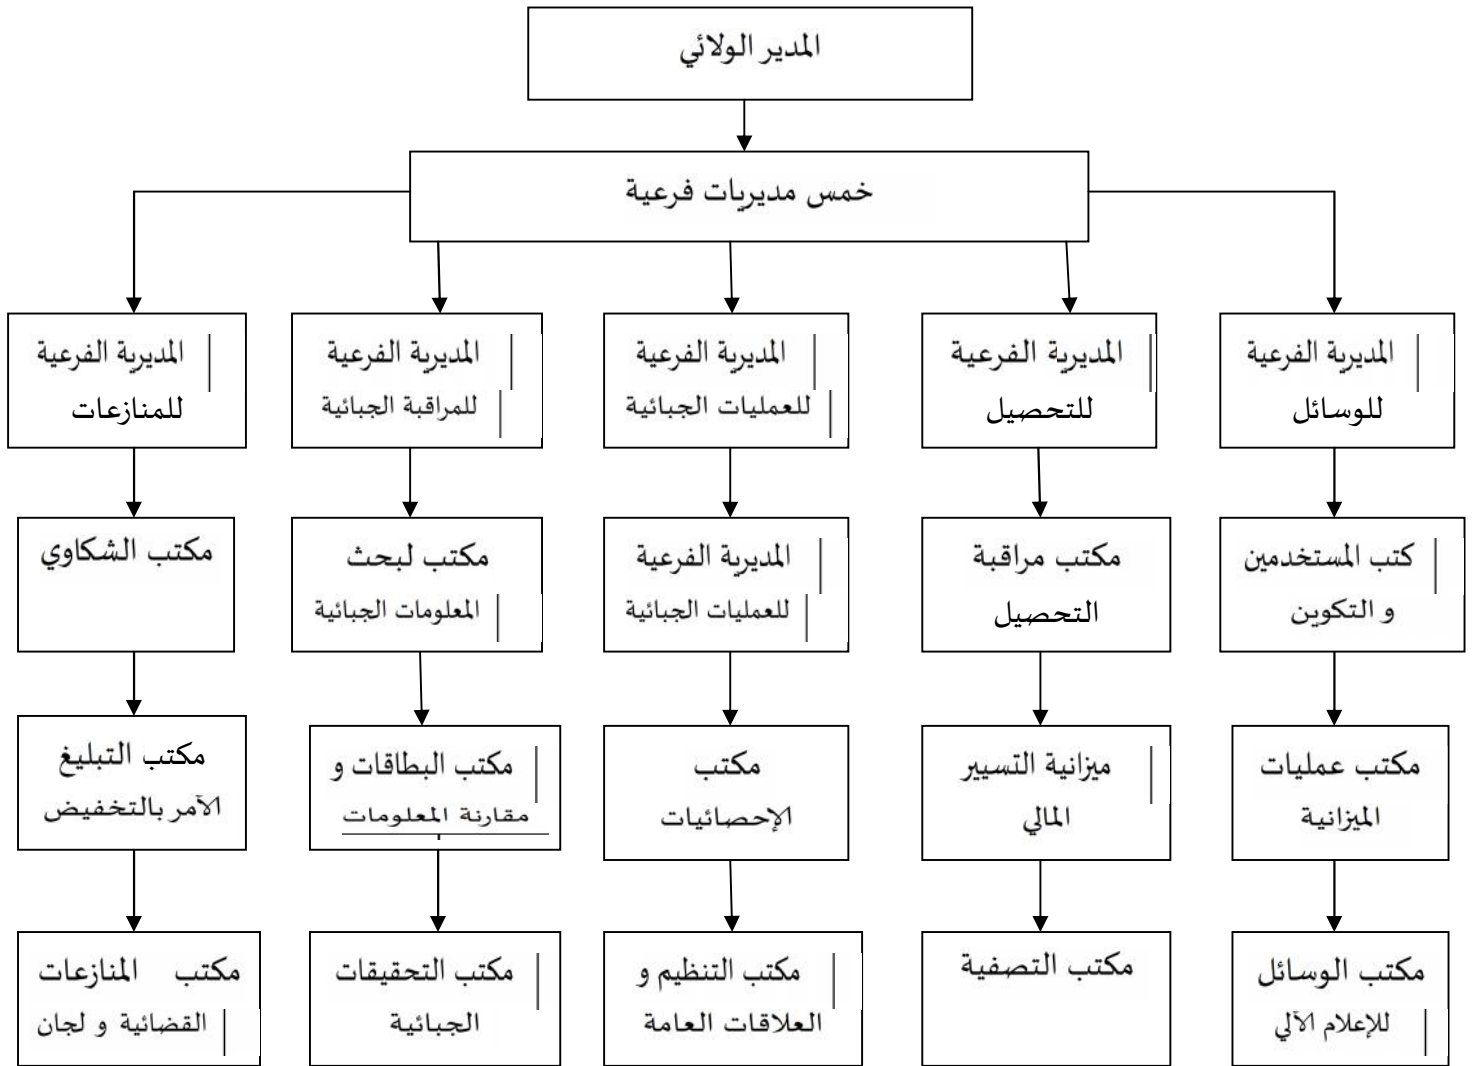 المدير الولائي
خمس مديريات فرعية
المديرية الفرعية
للوسائل
المديرية الفرعية
للتحصيل
المديرية الفرعية
للعمليات الجبائية
المديرية الفرعية
للمراقبة الجبائية
المديرية الفرعية
للمنازعات
كتب المستخدمين
و التكوين
مكتب مراقبة
التحصيل
المديرية الفرعية
للعمليات الجبائية
مكتب لبحث
المعلومات الجبائية
مكتب الشكاوي
مكتب عمليات
الميزانية
ميزانية التسيير
المالي
مكتب
الإحصائيات
مكتب البطاقات و
مقارنة المعلومات
مكتب التبليغ
الآمر بالتخفيض
مكتب الوسائل
للإعلام الآلي
مكتب التصفية
مكتب التنظيم و
العلاقات العامة
مكتب التحقيقات
الجبائية
مكتب المنازعات
القضائية و لجان